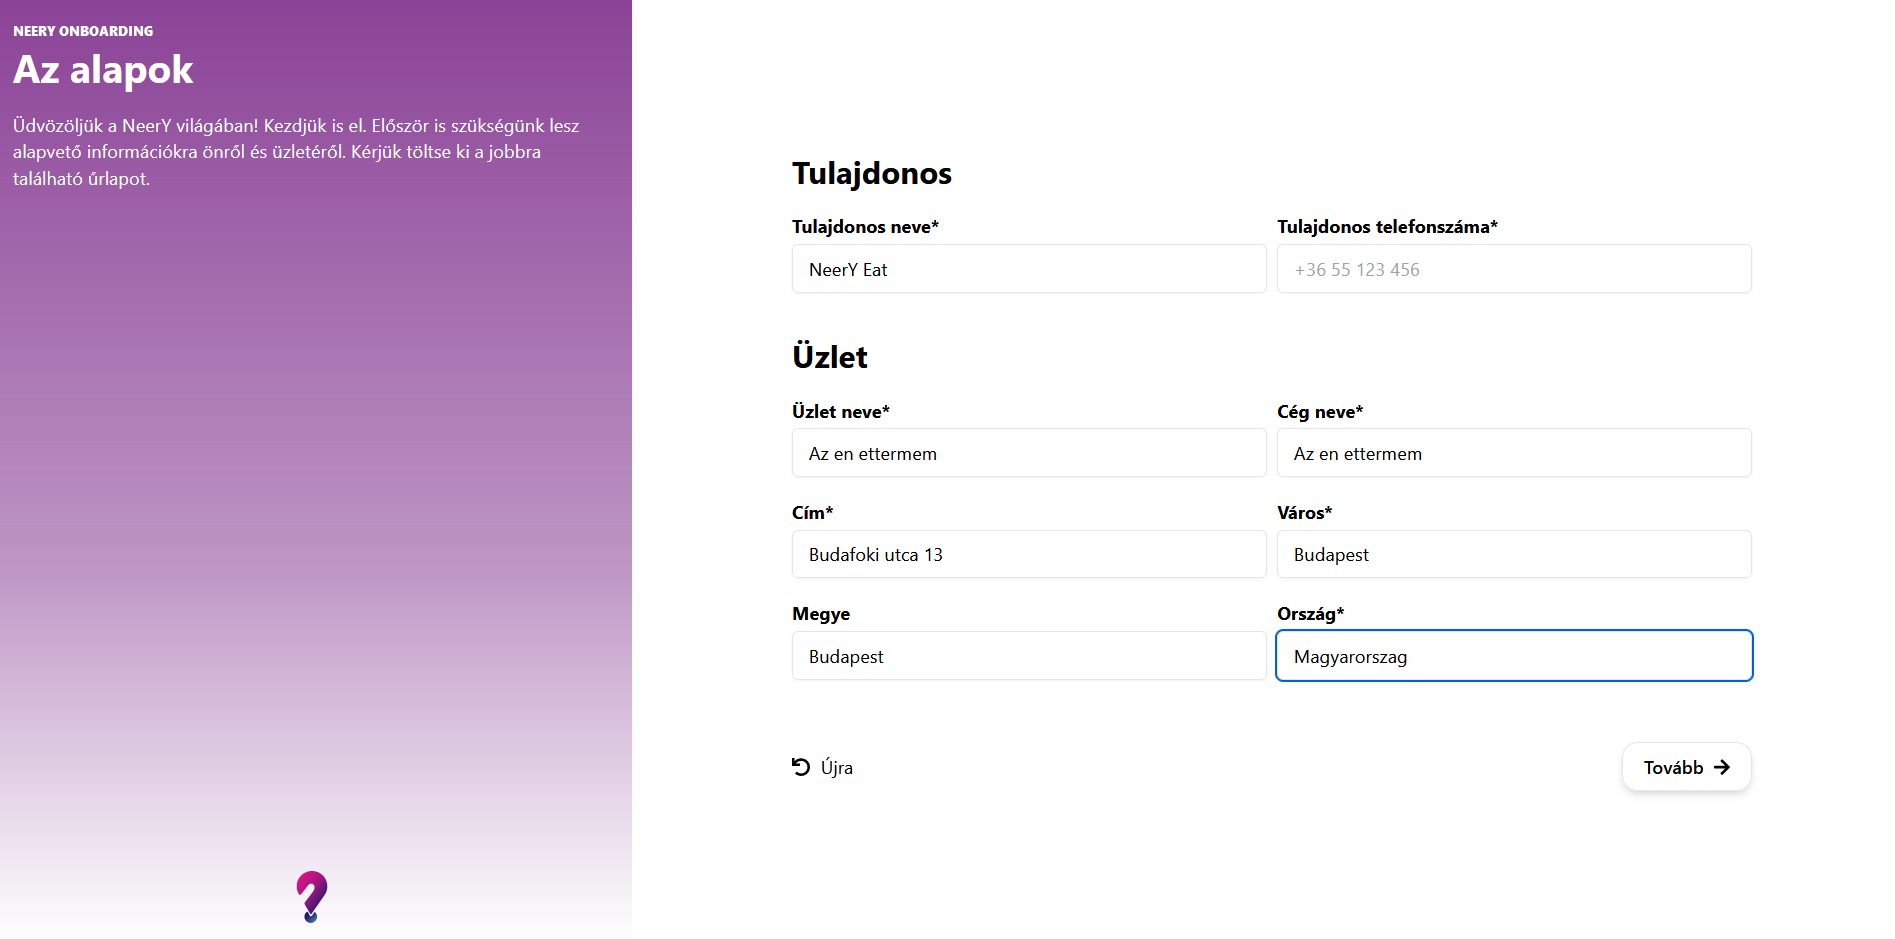 NEERY ONBOARDING
Az alapok
Üdvözöljük a NeerY világában! Kezdjük is el. Először is szükségünk lesz
alapvető információkra önről és üzletéről. Kérjük töltse ki a jobbra
található űrlapot.
Tulajdonos
Tulajdonos neve*
NeerY Eat
Tulajdonos telefonszáma*
+36 55 123 456
Üzlet
Üzlet neve*
Az en ettermem
Cég neve*
Az en ettermem
Cím*
Budafoki utca 13
Város*
Budapest
Megye
Budapest
Ország*
Magyarorszag
Újra
Tovább